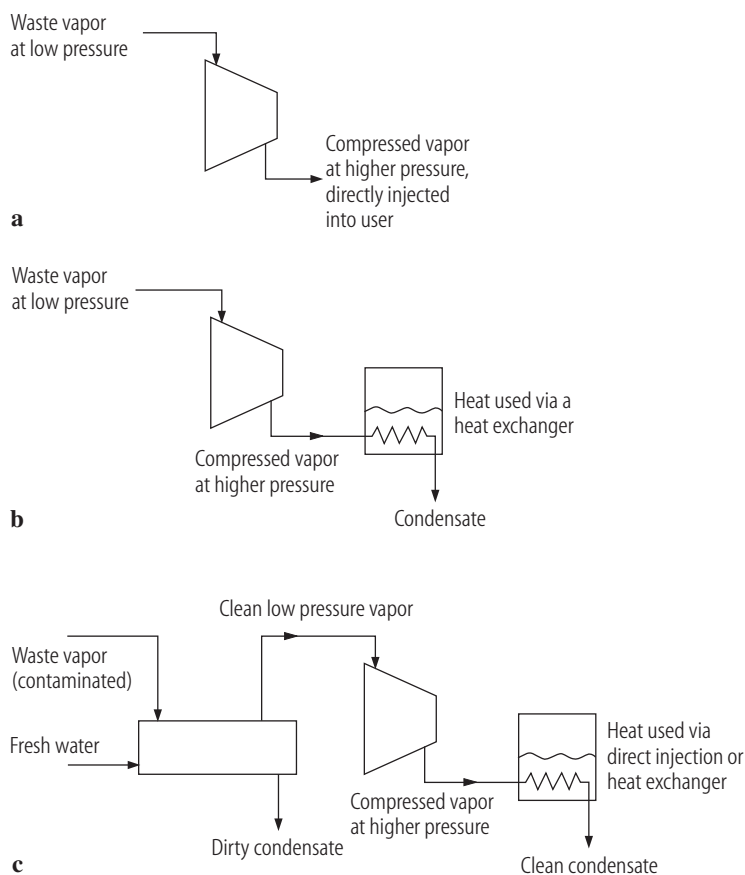 Waste vapor
at low pressure
Compressed vapor
at higher pressure,
directly injected
into user
a
Waste vapor
at low pressure
Heat used via a
heat exchanger
Compressed vapor
at higher pressure
Condensate
b
Clean low pressure vapor
Waste vapor
(contaminated)
Fresh water
Heat used via
direct injection or
heat exchanger
Compressed vapor
at higher pressure
Dirty condensate
Clean condensate
c